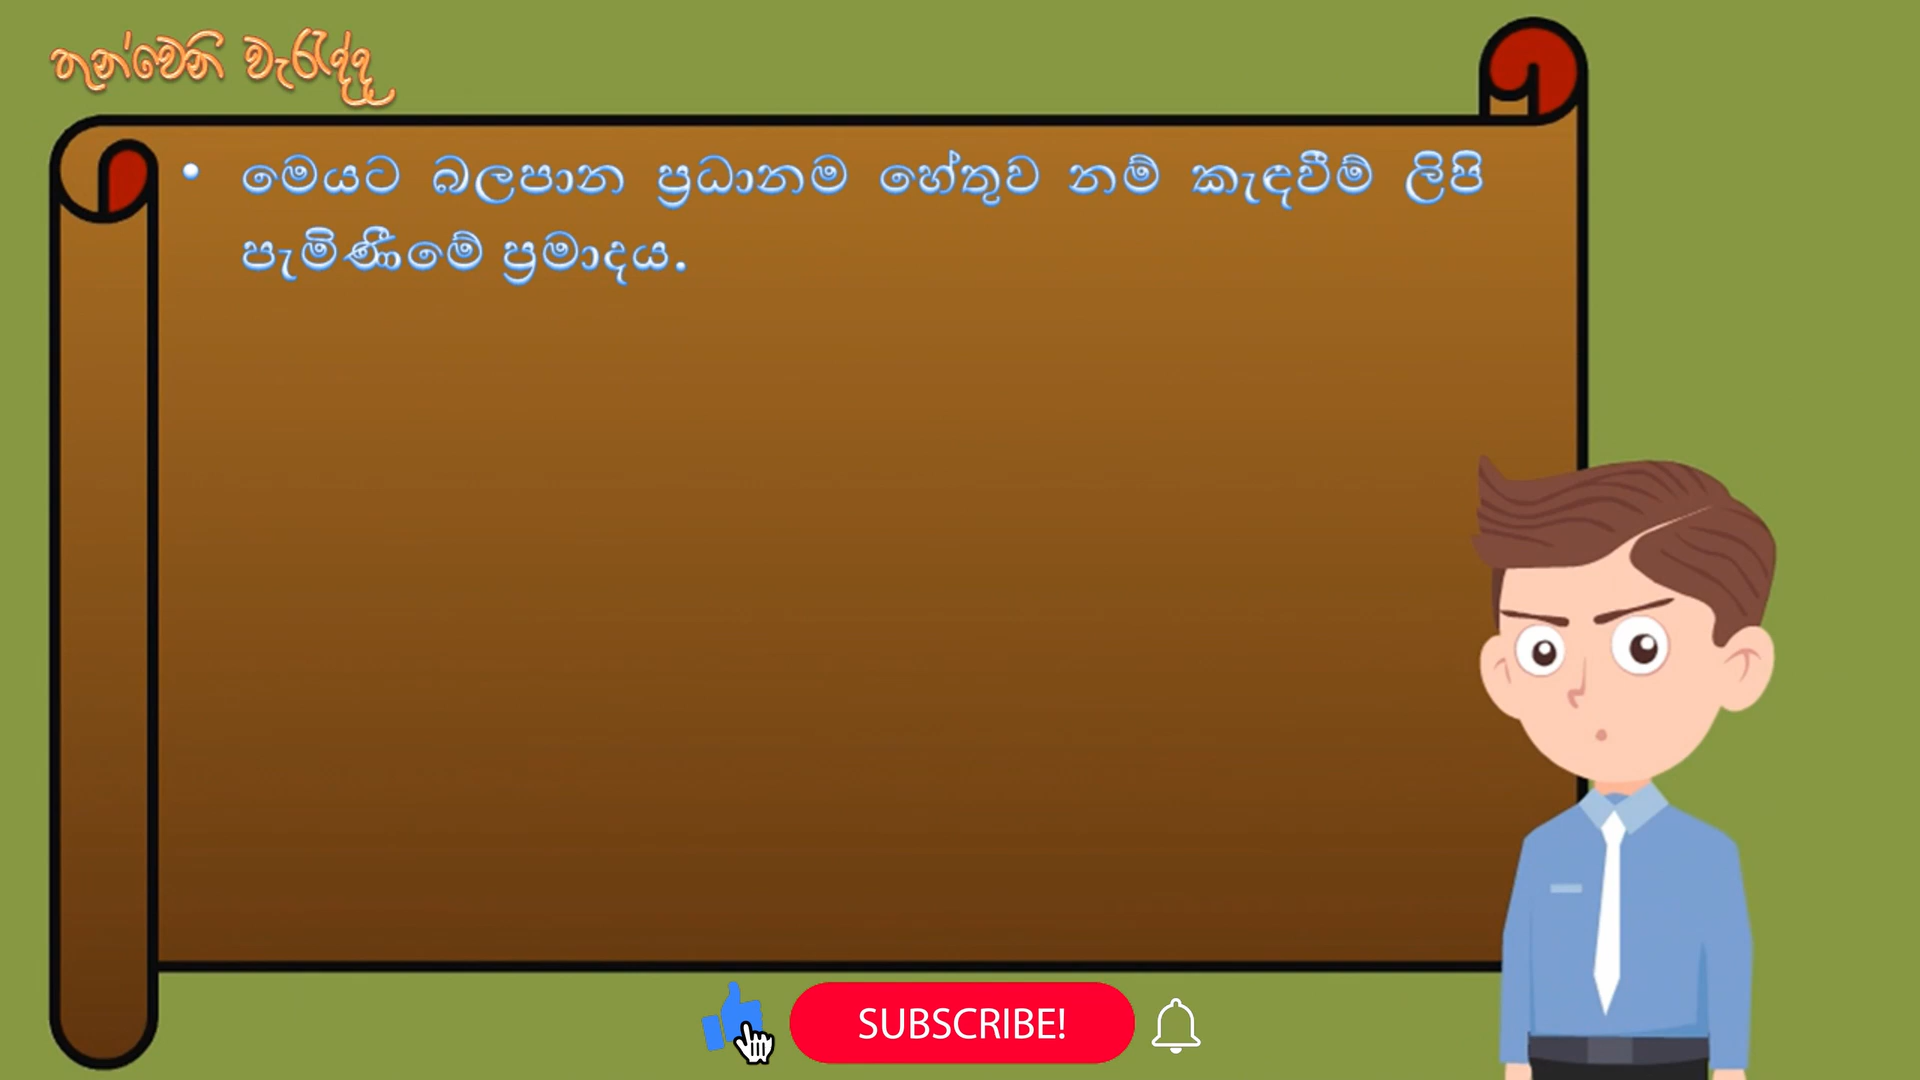 තුන්වෙනි වැරැද්ද
• මෙයට බලපාන ප්‍රධානම හේතුව නම් කැඳවීම් ලිපි
පැමිණීමේ ප්‍රමාදය.
SUBSCRIBE!